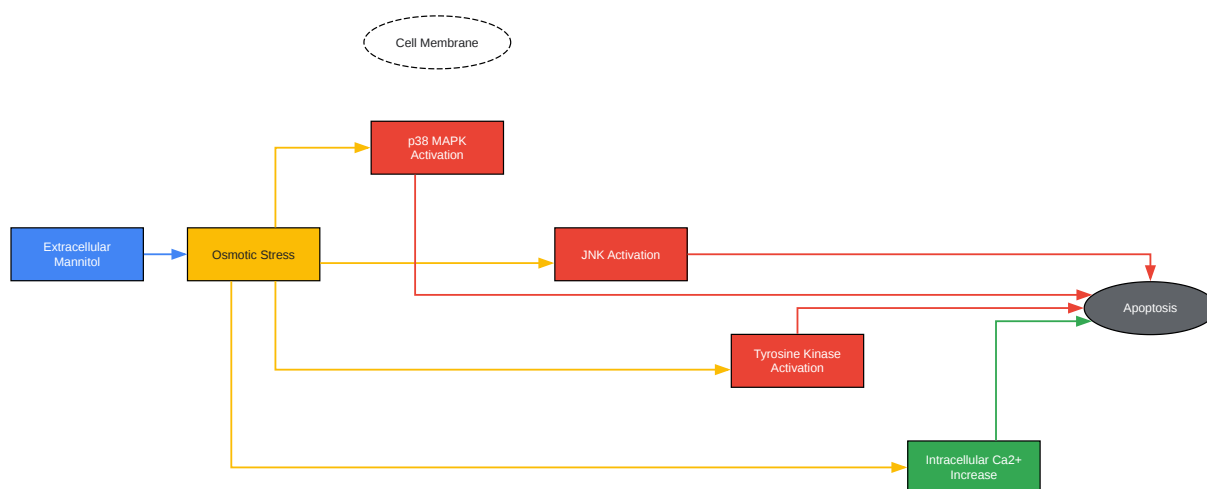 Cell Membrane
p38 MAPK
Activation
Extracellular
Mannitol
Osmotic Stress
JNK Activation
Apoptosis
Tyrosine Kinase
Activation
Intracellular Ca2+
Increase